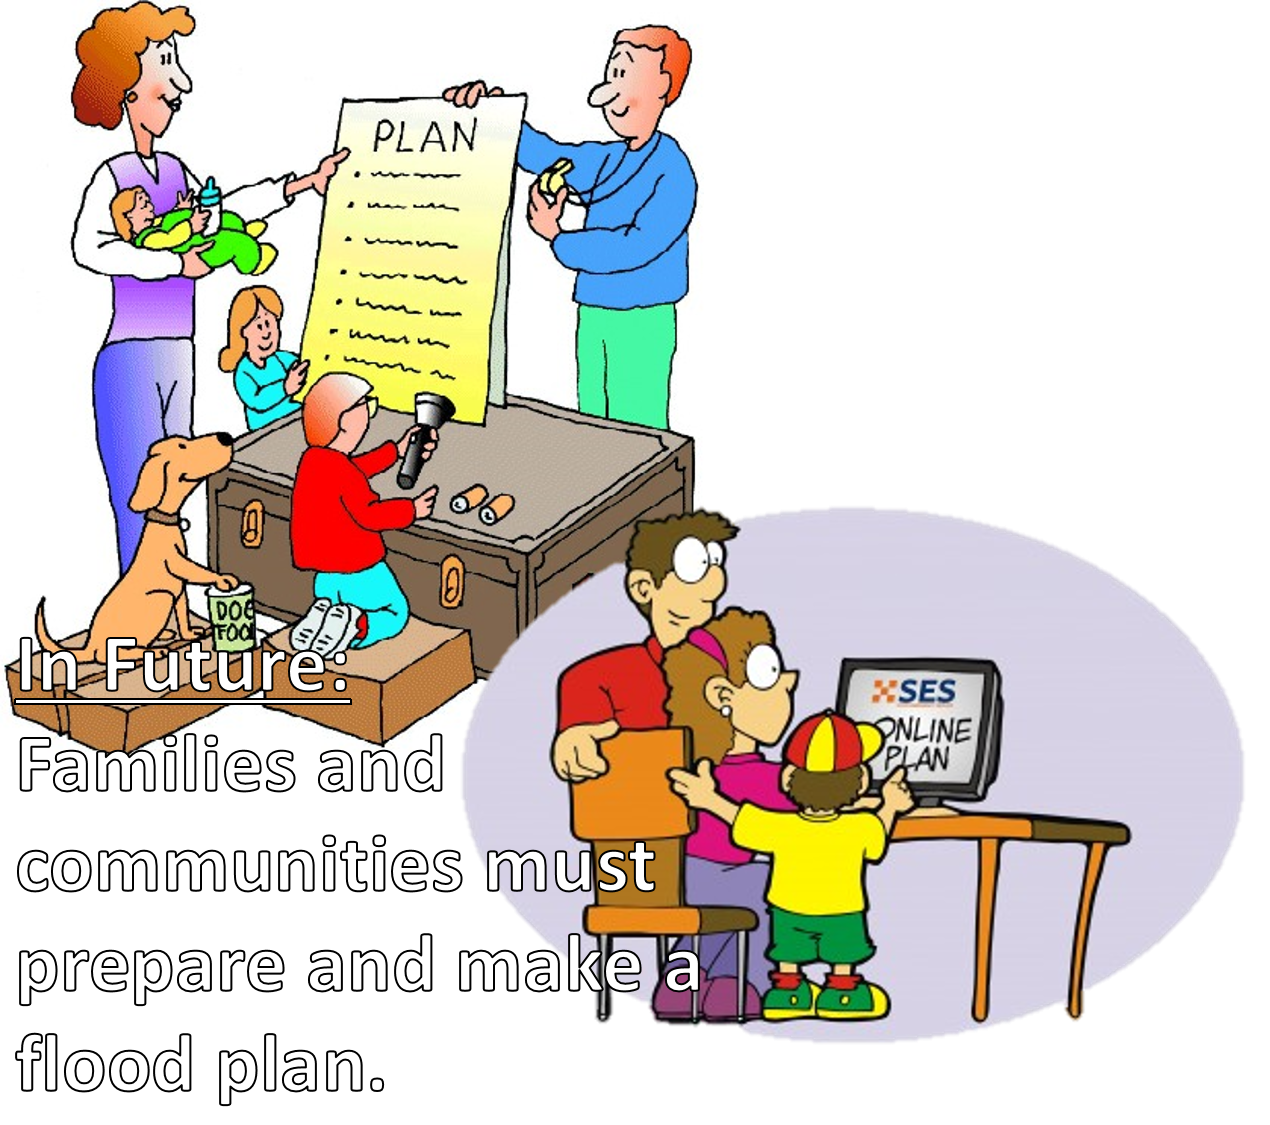 PLAN
DOG
FOOD
SES
ONLINE
PLAN
In Future:
Families and
communities must
prepare and make a
flood plan.